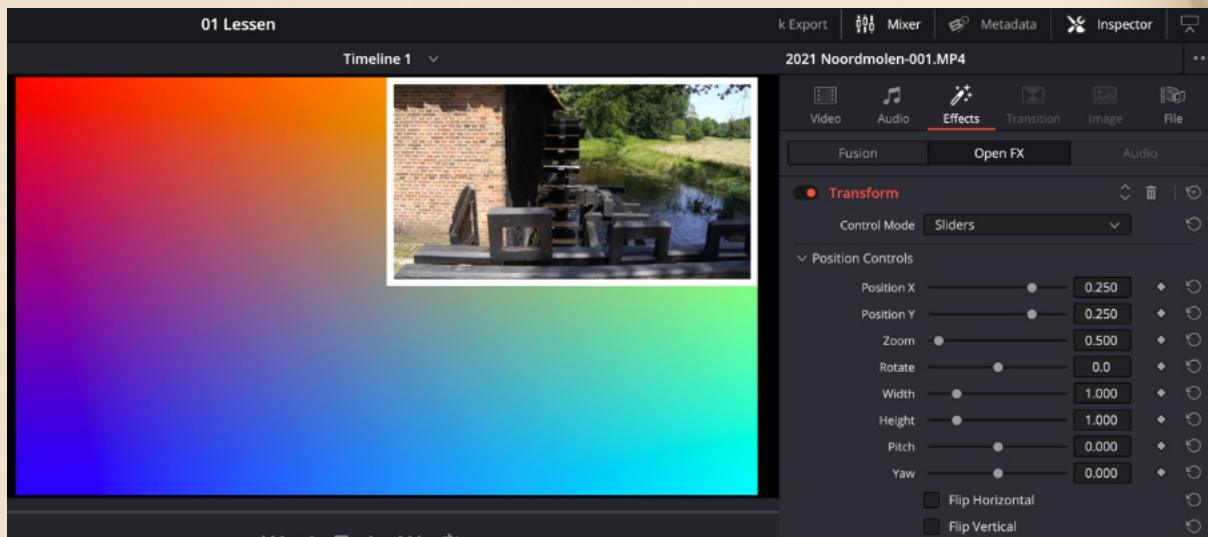 01 Lessen
k Export
Mixer
Metadata
Inspector
Timeline 1
2021 Noordmolen-001.MP4
Video
Audio
Effects
Transition
Image
File
Fusion
Open FX
Audio
Transform
Control Mode Sliders
Position Controls
Position X 0.250
Position Y 0.250
Zoom 0.500
Rotate 0.0
Width 1.000
Height 1.000
Pitch 0.000
Yaw 0.000
Flip Horizontal
Flip Vertical